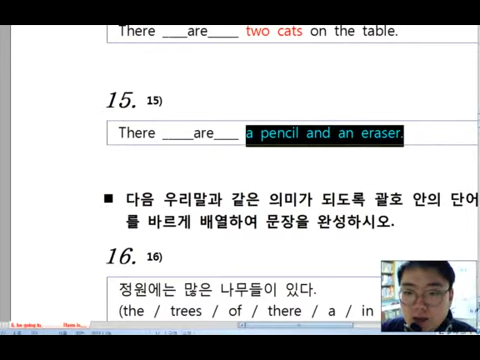 There ____are_____ two cats on the table.
15. 15)
There _____are____ a pencil and an eraser.
■ 다음 우리말과 같은 의미가 되도록 괄호 안의 단어
를 바르게 배열하여 문장을 완성하시오.
16. 16)
정원에는 많은 나무들이 있다.
(the / trees / of / there / a / in